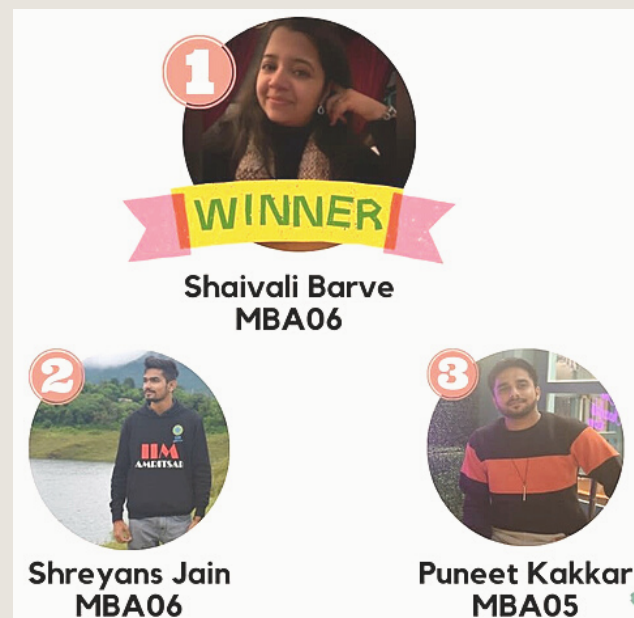 1
WINNER
Shaivali Barve
MBA06
2
IIM
AMRITSAR
Shreyans Jain
MBA06
3
Puneet Kakkar
MBA05